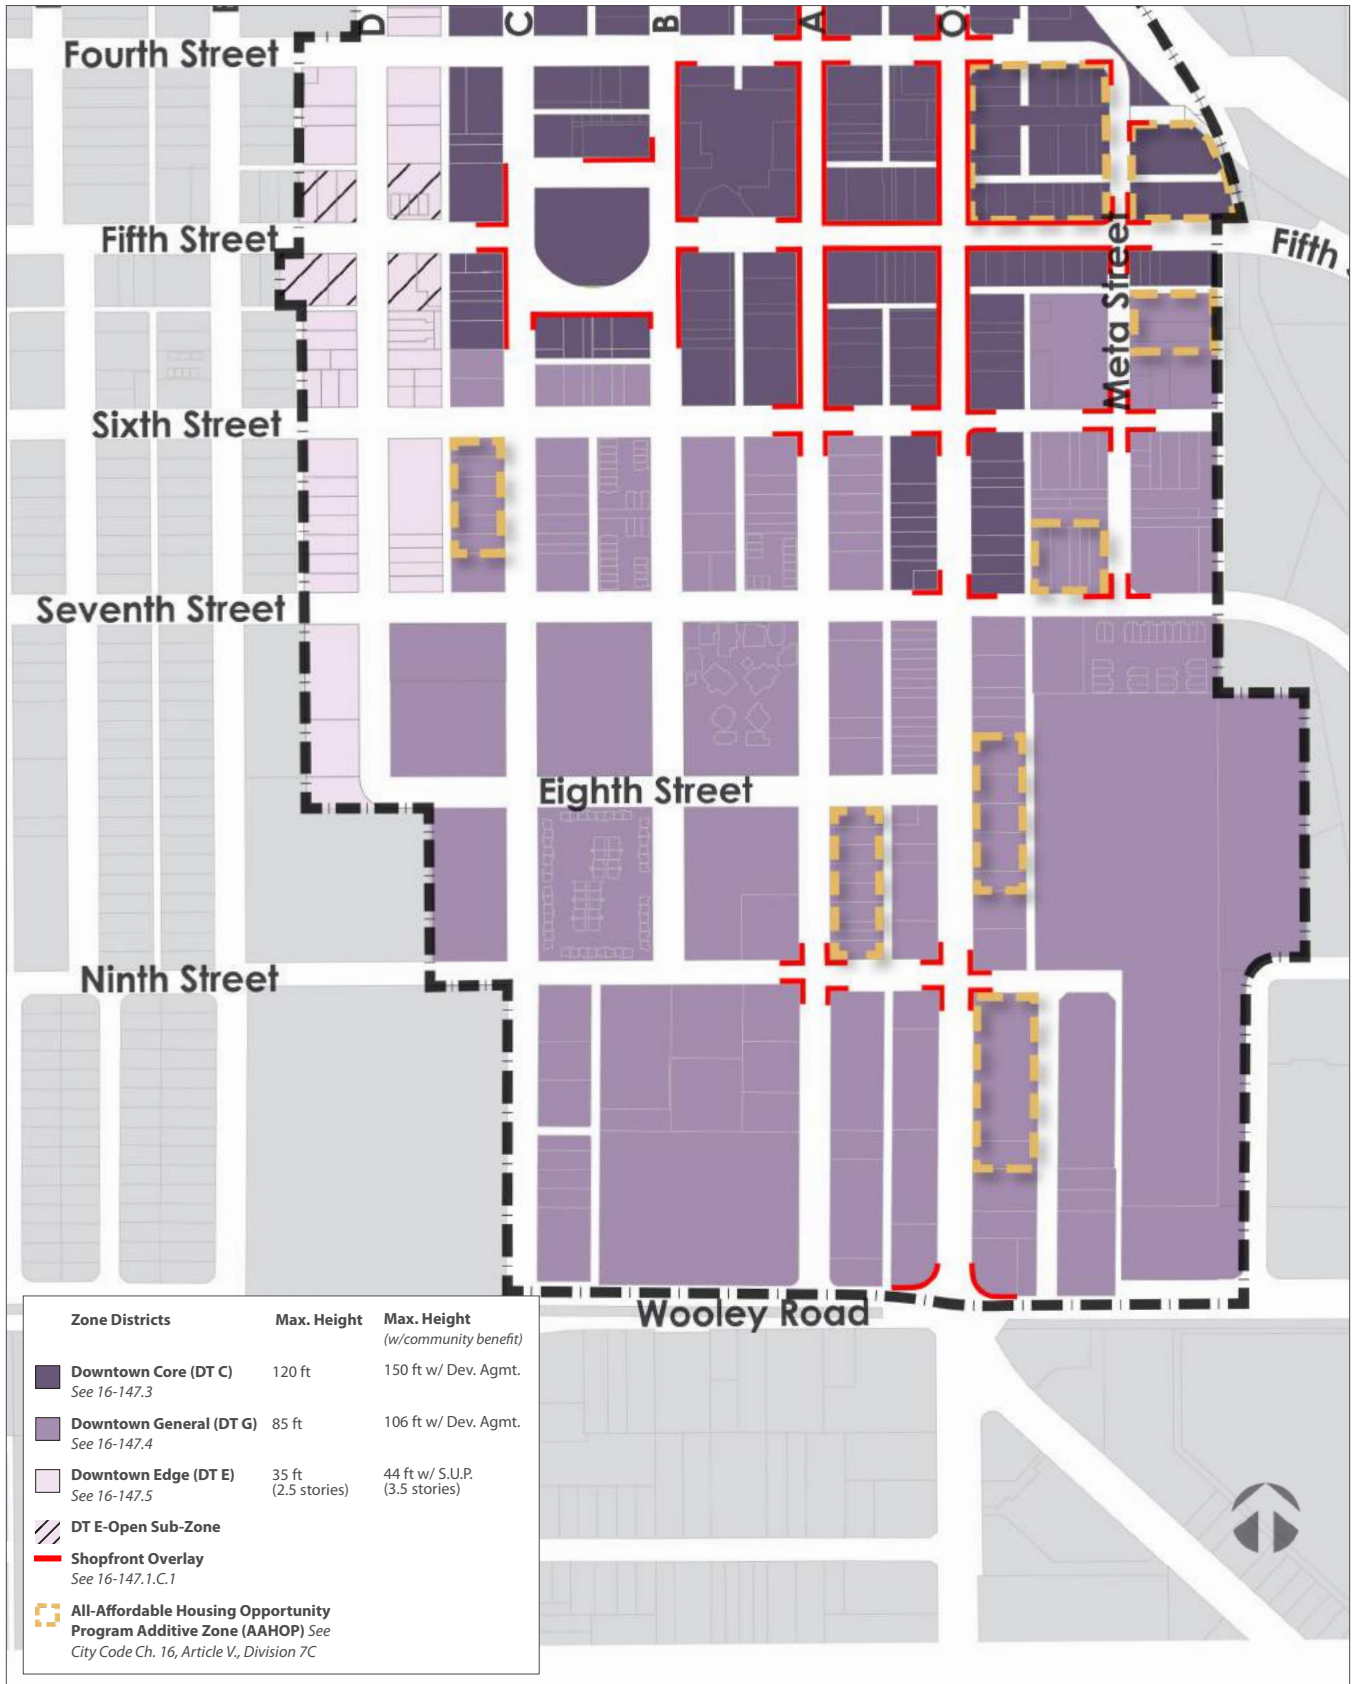 D
C
B
A
O
Fourth Street
Fifth Street
Fifth
Meta Street
Sixth Street
Seventh Street
Eighth Street
Ninth Street
Wooley Road
Zone Districts Max. Height Max. Height
(w/community benefit)
Downtown Core (DT C) 120 ft 150 ft w/ Dev. Agmt.
See 16-147.3
Downtown General (DT G) 85 ft 106 ft w/ Dev. Agmt.
See 16-147.4
Downtown Edge (DT E) 35 ft 44 ft w/ S.U.P.
See 16-147.5 (2.5 stories) (3.5 stories)
DT E-Open Sub-Zone
Shopfront Overlay
See 16-147.1.C.1
All-Affordable Housing Opportunity
Program Additive Zone (AAHOP) See
City Code Ch. 16, Article V., Division 7C